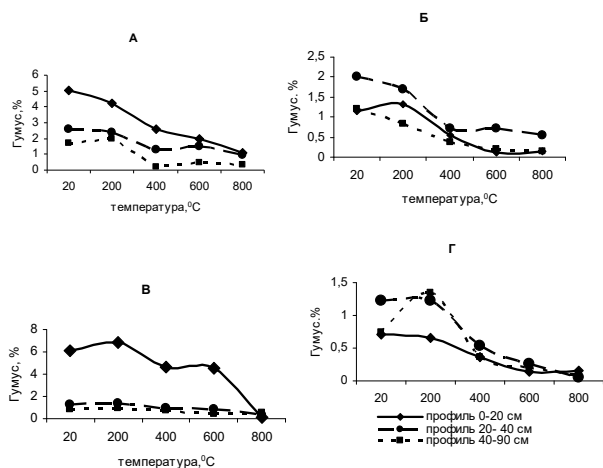 А
Гумус,%
6
5
4
3
2
1
0
20 200 400 600 800
температура,⁰С
Б
Гумус. %
2,5
2
1,5
1
0,5
0
20 200 400 600 800
температура,⁰С
В
Гумус, %
8
6
4
2
0
20 200 400 600 800
температура,⁰С
Г
Гумус.%
1,5
1
0,5
0
20 200 400 600 800
профиль 0-20 см
профиль 20- 40 см
профиль 40-90 см